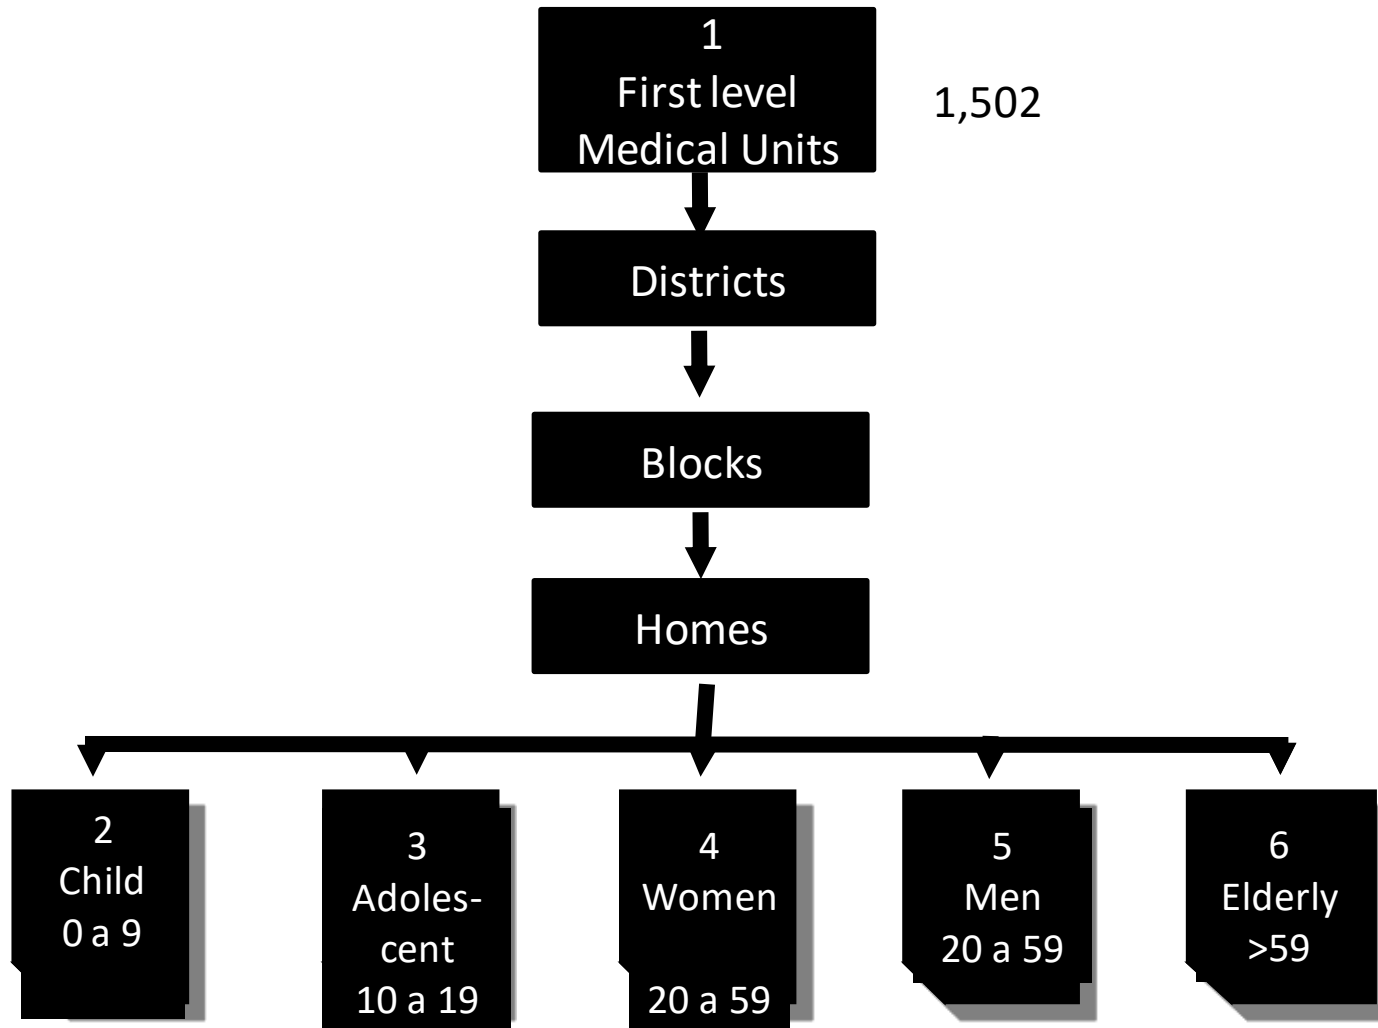 1
First level
Medical Units
1,502
Districts
Blocks
Homes
2
Child
0 a 9
3
Adoles-
cent
10 a 19
4
Women
20 a 59
5
Men
20 a 59
6
Elderly
>59